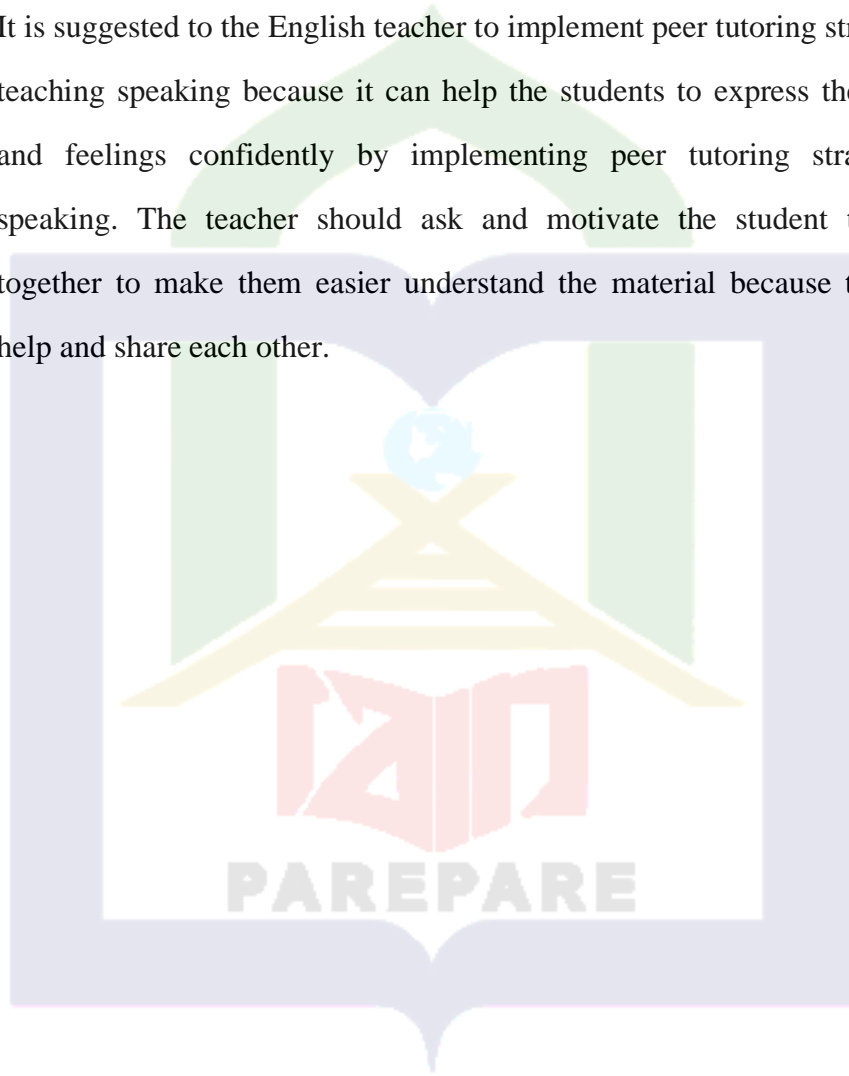 It is suggested to the English teacher to implement peer tutoring
teaching speaking because it can help the students to express
and feelings confidently by implementing peer tutoring
speaking. The teacher should ask and motivate the student
together to make them easier understand the material because
help and share each other.
iain
PAREPARE